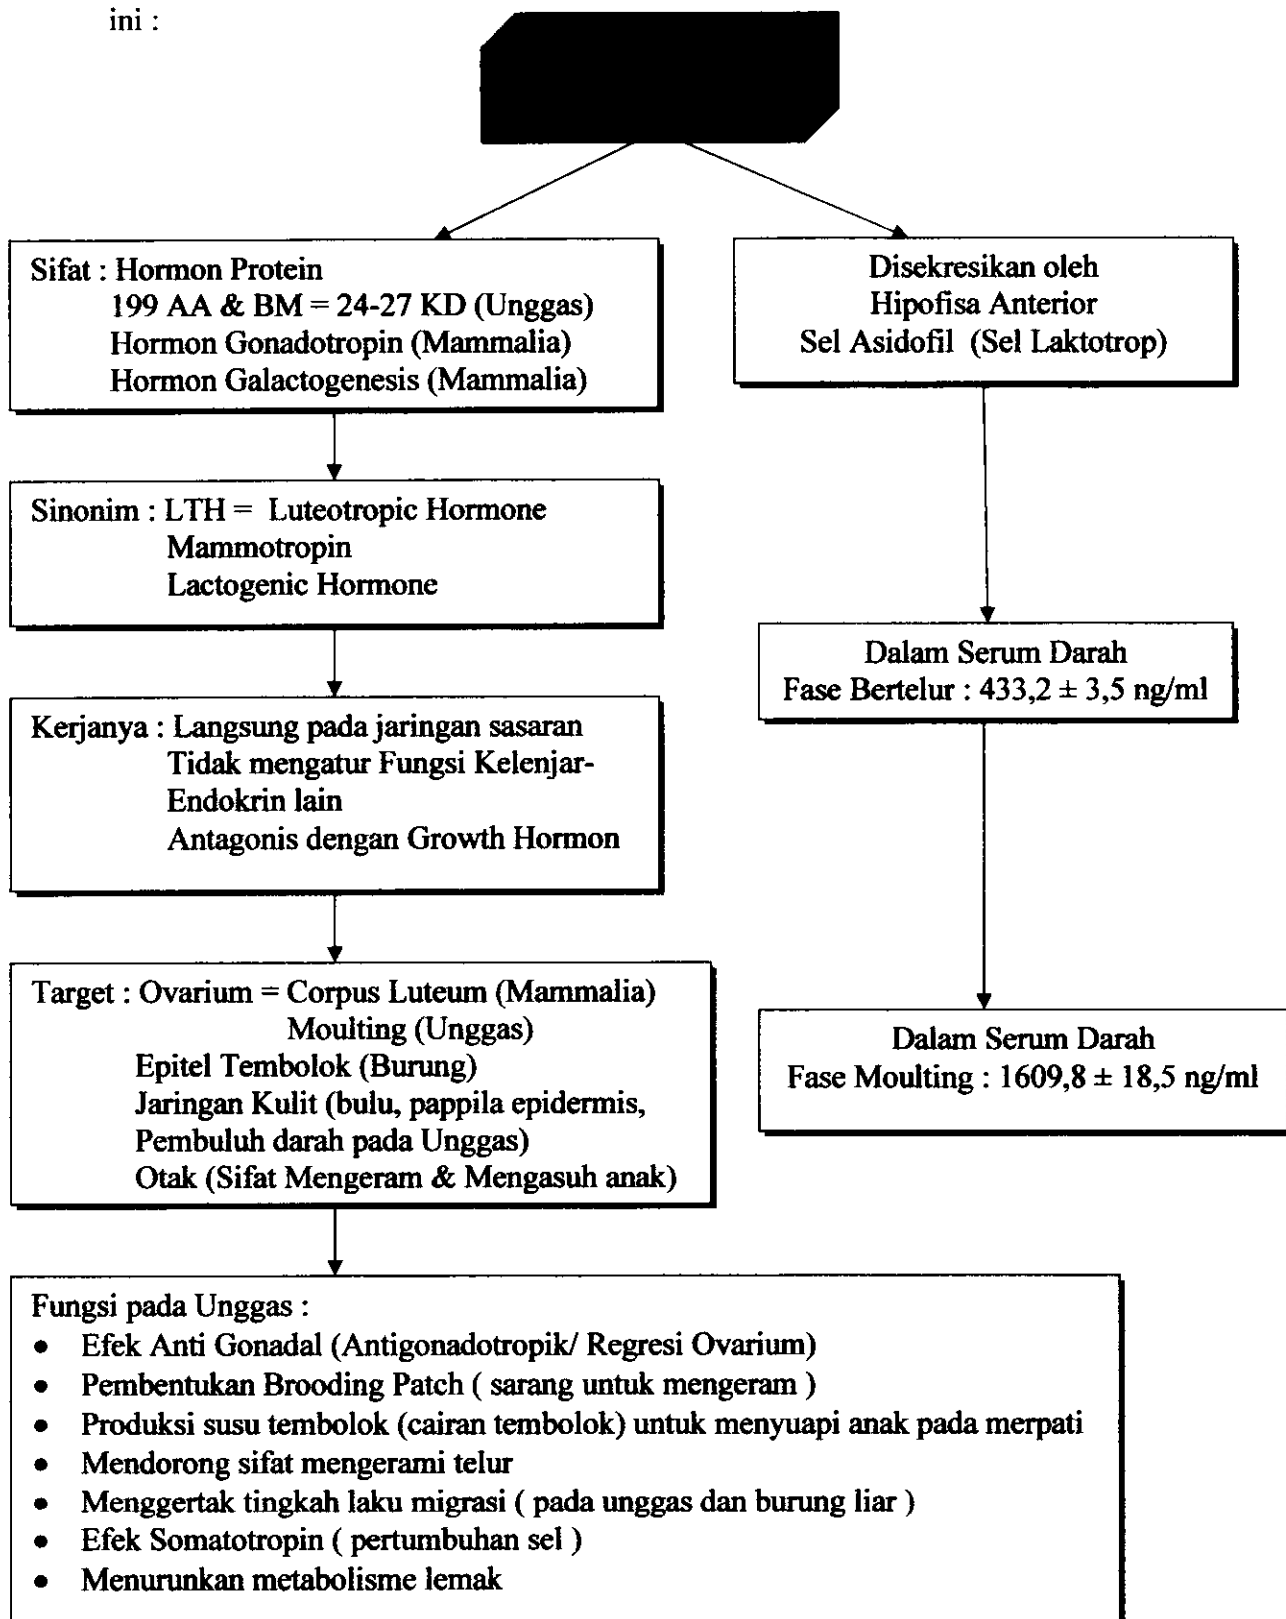 ini :
Sifat : Hormon Protein
199 AA & BM = 24-27 KD (Unggas)
Hormon Gonadotropin (Mammalia)
Hormon Galactogenesis (Mammalia)
Disekresikan oleh
Hipofisa Anterior
Sel Asidofil (Sel Laktotrop)
Sinonim : LTH = Luteotropic Hormone
Mammotropin
Lactogenic Hormone
Dalam Serum Darah
Fase Bertelur : 433,2 ± 3,5 ng/ml
Kerjanya : Langsung pada jaringan sasaran
Tidak mengatur Fungsi Kelenjar-
Endokrin lain
Antagonis dengan Growth Hormon
Target : Ovarium = Corpus Luteum (Mammalia)
Moulting (Unggas)
Epitel Tembolok (Burung)
Jaringan Kulit (bulu, pappila epidermis,
Pembuluh darah pada Unggas)
Otak (Sifat Mengeram & Mengasuh anak)
Dalam Serum Darah
Fase Moulting : 1609,8 ± 18,5 ng/ml
Fungsi pada Unggas :
• Efek Anti Gonadal (Antigonadotropik/ Regresi Ovarium)
• Pembentukan Brooding Patch ( sarang untuk mengeram )
• Produksi susu tembolok (cairan tembolok) untuk menyuapi anak pada merpati
• Mendorong sifat mengerami telur
• Menggertak tingkah laku migrasi ( pada unggas dan burung liar )
• Efek Somatotropin ( pertumbuhan sel )
• Menurunkan metabolisme lemak